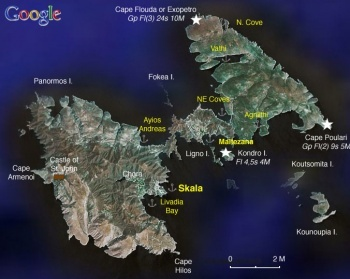 Google
Cape Flouda or Exopetro
Gp Fl(3) 24s 10M
N. Cove
Vathi
Panormos I.
Fokea I.
NE Coves
Agrilithi
Ayios
Andreas
Maltezana
Cape Poulari
Gp Fl(2) 9s 5M
Ligno I.
Kondro I.
Fl 4,5s 4M
Castle of
St. John
Cape
Armenoi
Chora
Koutsomita I.
Skala
Livadia
Bay
Kounoupia I.
Cape
Hilos
0 2 M